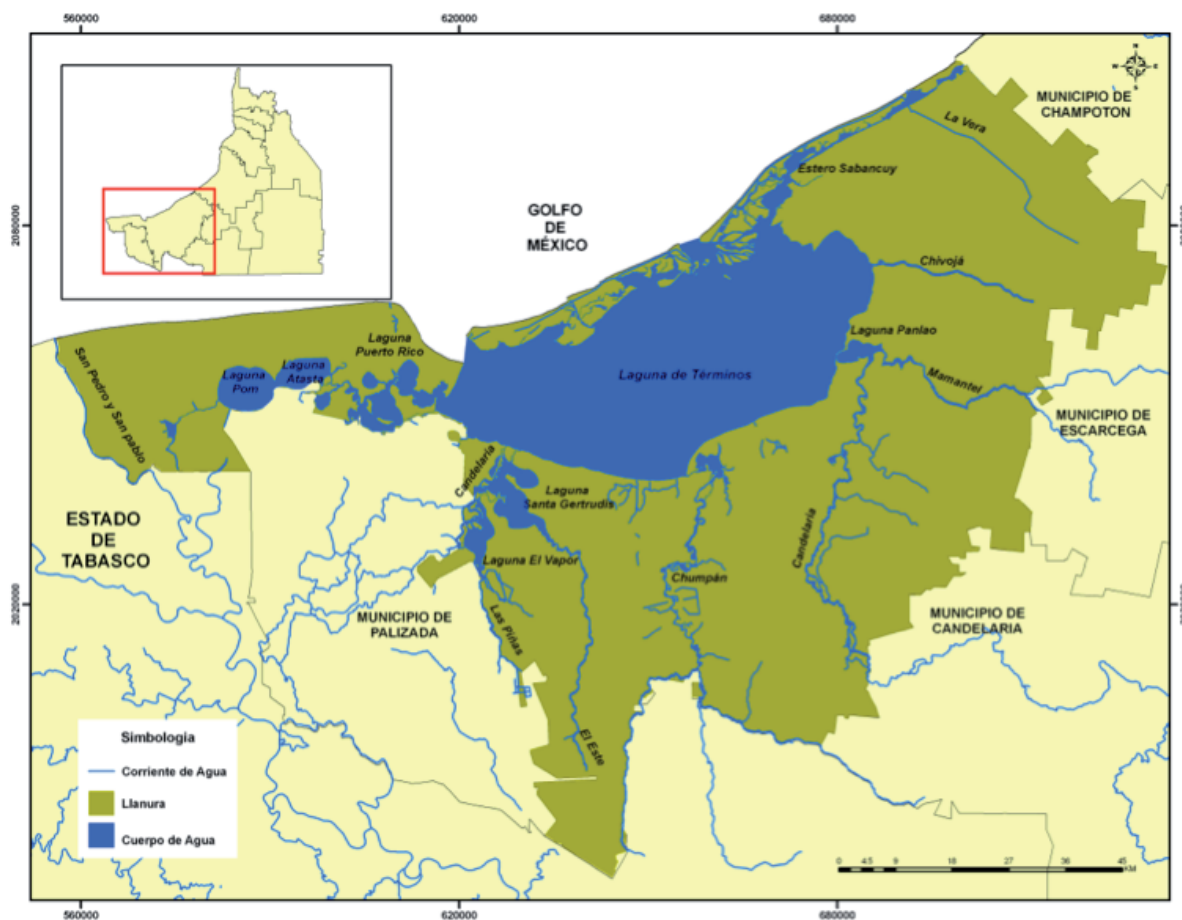 560000
620000
680000
N
W
E
S
MUNICIPIO DE
CHAMPOTON
La Vera
Estero Sabancuy
GOLFO
DE
MÉXICO
2080000
Chivojá
Laguna Panlao
Laguna
Puerto Rico
Laguna
Atasta
Laguna
Pom
Laguna de Términos
Mamantel
San Pedro y San pablo
MUNICIPIO DE
ESCARCEGA
Candelaría
Laguna
Santa Gertrudis
ESTADO
DE
TABASCO
Laguna El Vapor
Chumpán
Candelaría
MUNICIPIO DE
PALIZADA
Las Piñas
MUNICIPIO DE
CANDELARIA
El Este
Simbologia
Corriente de Agua
Llanura
Cuerpo de Agua
0 4.5 9 18 27 36 45
KM
560000
620000
680000